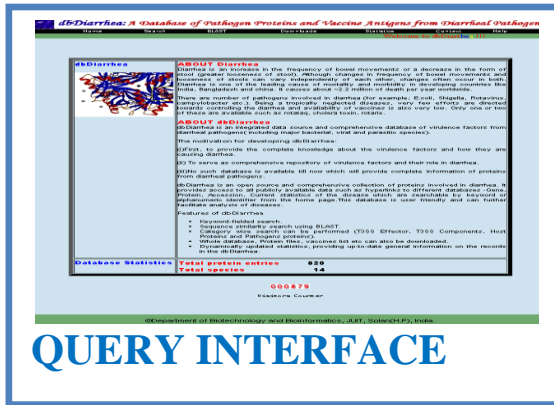 dbDiarrhea: A Database of Pathogen Proteins and Vaccine Antigens from Diarrheal Pathogen
Home Search BLAST Downloads Statistics Contact Help
Welcome to dbDiarrhea !!!
dbDiarrhea
ABOUT Diarrhea
Diarrhea is an increase in the frequency of bowel movements or a decrease in the form of
stool (greater looseness of stool). Although changes in frequency of bowel movements and
looseness of stools can vary independently of each other, changes often occur in both.
Diarrhea is one of the leading cause of mortality and morbidity in developing countries like
India, Bangladesh and china. It causes about ~2.2 million of death per year worldwide.
There are number of pathogens involved in diarrhea (for example; E.coli, Shigella, Rotavirus,
campylobacter etc.). Being a tropically neglected diseases, very few efforts are directed
towards controlling the diarrhea and availability of vaccines is also very low. Only one or two
of these are available such as rotataq, cholera toxin, rotarix.
ABOUT dbDiarrhea
dbDiarrhea is an integrated data source and comprehensive database of virulence factors from
diarrheal pathogens( including major bacterial, viral and parasitic species).
The motivation for developing dbDiarrhea:
(i)First, to provide the complete knowledge about the virulence factors and how they are
causing diarrhea.
(ii) To serve as comprehensive repository of virulence factors and their role in diarrhea.
(iii)No such database is available till now which will provide complete information of proteins
from diarrheal pathogens.
dbDiarrhea is an open source and comprehensive collection of proteins involved in diarrhea. It
provides access to all publicly available data such as hyperlinks to different databases -Gene,
Protein, Accession. Current statistics of the disease which are searchable by keyword or
alphanumeric identifier from the home page.This database is user friendly and can further
facilitate analysis of diseases.
Features of dbDiarrhea
• Keyword-fielded search.
• Sequence similarity search using BLAST.
• Category wise search can be performed (T3SS Effector, T3SS Components, Host
Proteins and Pathogens proteins).
• Whole database, Protein files, vaccines list etc can also be downloaded.
• Dynamically updated statistics, providing up-to-date general information on the records
in the dbDiarrhea.
Database Statistics
Total protein entries 820
Total species 14
000879
Visitors Counter
©Department of Biotechnology and Bioinformatics, JUIT, Solan(H.P), India.
QUERY INTERFACE